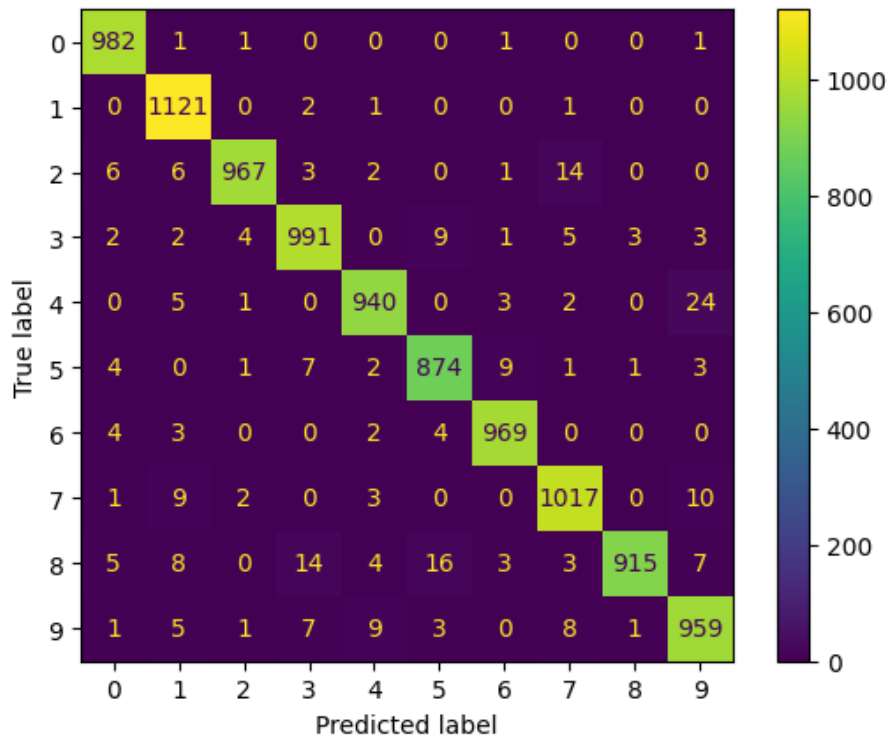 0 982 1 1 0 0 0 1 0 0 1
1 0 1121 0 2 1 0 0 1 0 0
2 6 6 967 3 2 0 1 14 0 0
3 2 2 4 991 0 9 1 5 3 3
4 0 5 1 0 940 0 3 2 0 24
5 4 0 1 7 2 874 9 1 1 3
6 4 3 0 0 2 4 969 0 0 0
7 1 9 2 0 3 0 0 1017 0 10
8 5 8 0 14 4 16 3 3 915 7
9 1 5 1 7 9 3 0 8 1 959
0 1 2 3 4 5 6 7 8 9
Predicted label
True label
1000
800
600
400
200
0